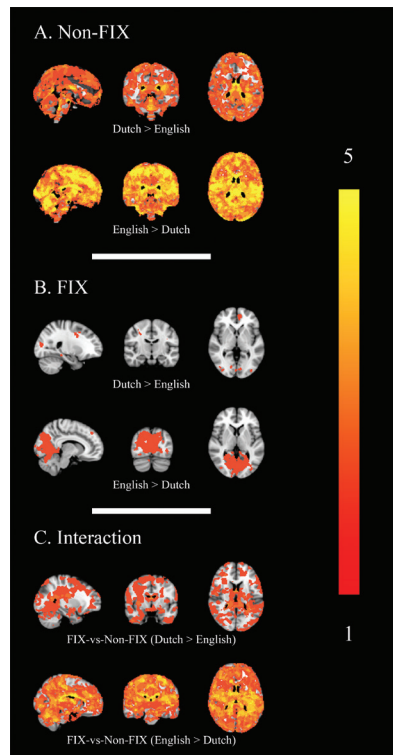 A. Non-FIX
Dutch > English
5
English > Dutch
B. FIX
Dutch > English
English > Dutch
C. Interaction
1
FIX-vs-Non-FIX (Dutch > English)
FIX-vs-Non-FIX (English > Dutch)